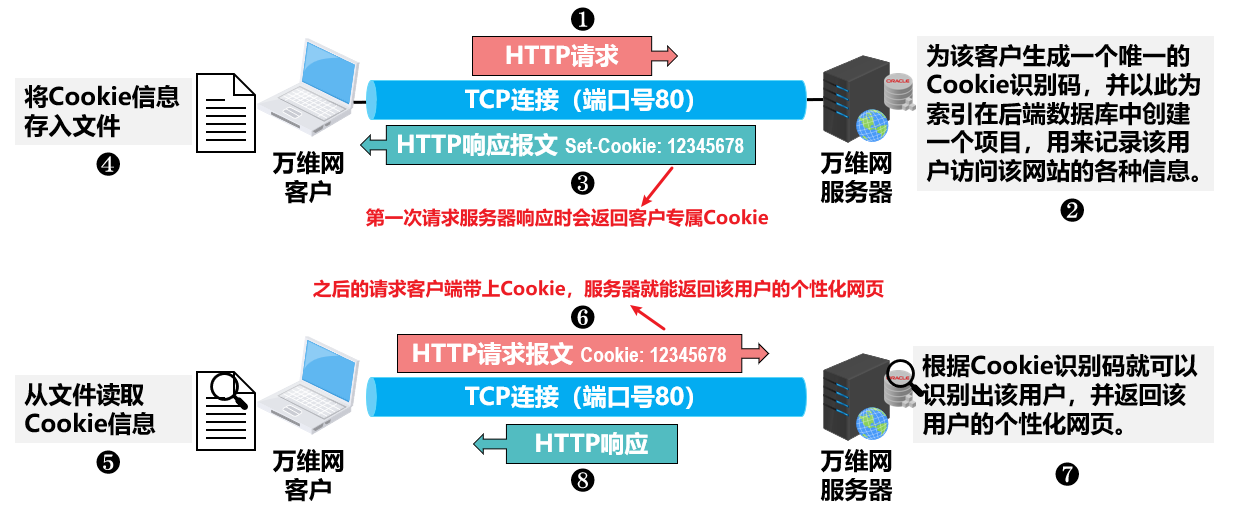 ❶
HTTP请求
TCP连接（端口号80）
HTTP响应报文 Set-Cookie: 12345678
❸
第一次请求服务器响应时会返回客户专属Cookie
将Cookie信息
存入文件
❹
万维网
客户
ORACLE
万维网
服务器
为该客户生成一个唯一的
Cookie识别码，并以此为
索引在后端数据库中创建
一个项目，用来记录该用
户访问该网站的各种信息。
❷
之后的请求客户端带上Cookie，服务器就能返回该用户的个性化网页
❻
HTTP请求报文 Cookie: 12345678
TCP连接（端口号80）
HTTP响应
❽
从文件读取
Cookie信息
❺
万维网
客户
ORACLE
万维网
服务器
根据Cookie识别码就可以
识别出该用户，并返回该
用户的个性化网页。
❼